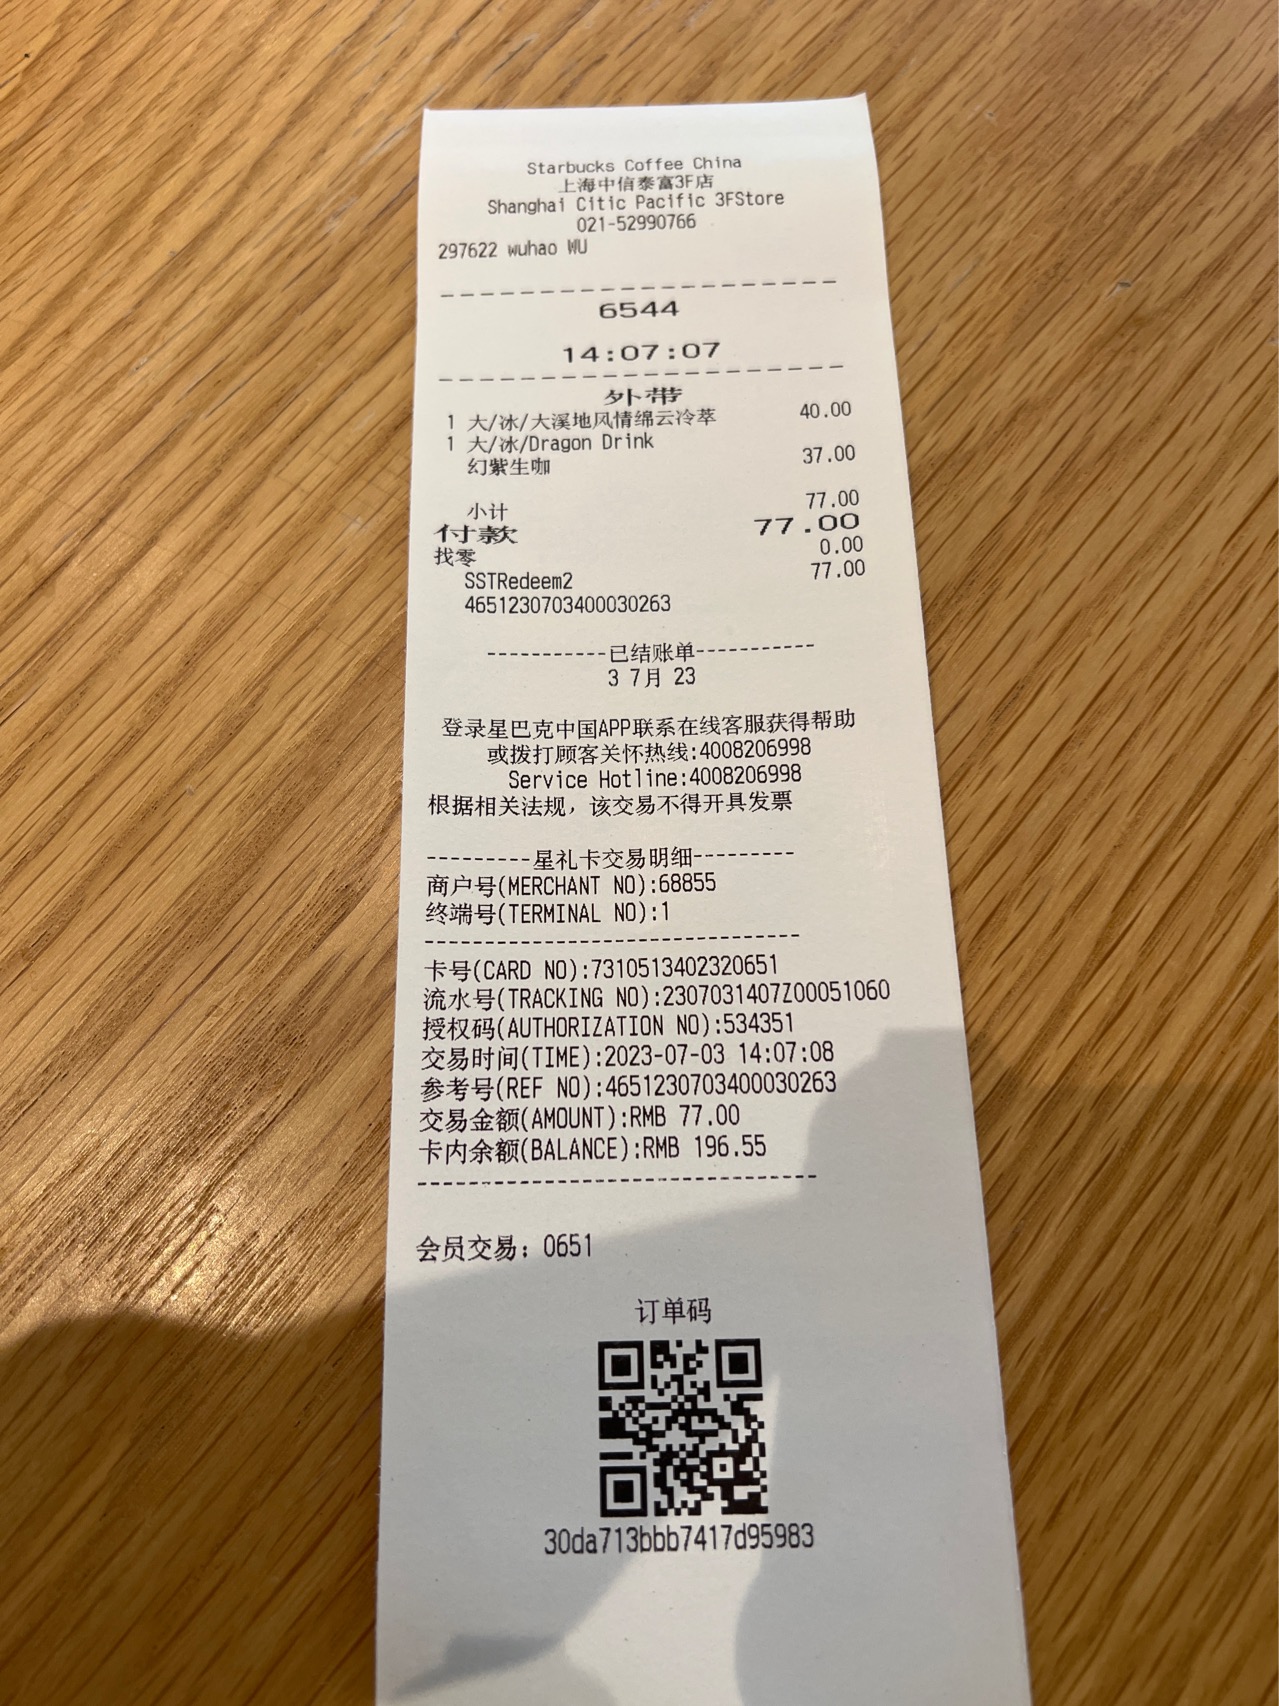 Starbucks Coffee China
上海中信泰富3F店
Shanghai Citic Pacific 3FStore
021-52990766
297622 wuhao WU
6544
14:07:07
外带
1 大/冰/大溪地风情绵云冷萃 40.00
1 大/冰/Dragon Drink
幻紫生咖 37.00
小计 77.00
付款 77.00
找零 0.00
SSTRedeem2 77.00
4651230703400030263
-----------已结账单-----------
3 7月 23
登录星巴克中国APP联系在线客服获得帮助
或拨打顾客关怀热线:4008206998
Service Hotline:4008206998
根据相关法规，该交易不得开具发票
---------星礼卡交易明细---------
商户号(MERCHANT NO):68855
终端号(TERMINAL NO):1
卡号(CARD NO):7310513402320651
流水号(TRACKING NO):2307031407Z00051060
授权码(AUTHORIZATION NO):534351
交易时间(TIME):2023-07-03 14:07:08
参考号(REF NO):4651230703400030263
交易金额(AMOUNT):RMB 77.00
卡内余额(BALANCE):RMB 196.55
会员交易：0651
订单码
30da713bbb7417d95983